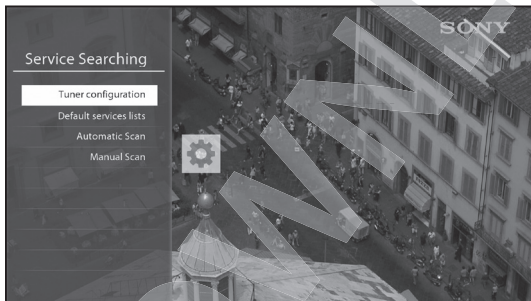 SONY
Service Searching
Tuner configuration
Default services lists
Automatic Scan
Manual Scan